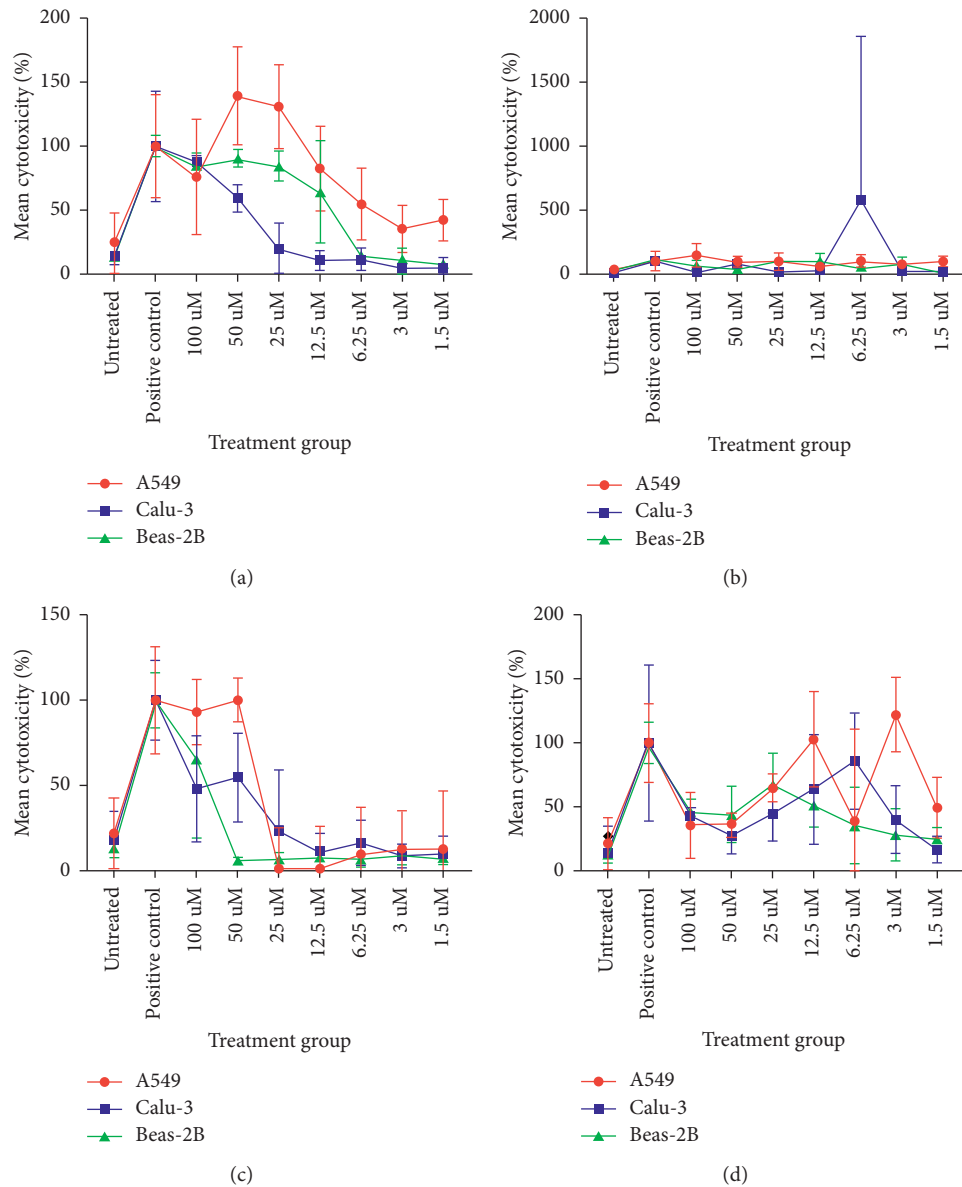 200
150
100
50
0
Mean cytotoxicity (%)
Untreated
Positive control
100 uM
50 uM
25 uM
12.5 uM
6.25 uM
3 uM
1.5 uM
Treatment group
A549
Calu-3
Beas-2B
(a)
2000
1500
1000
500
0
Mean cytotoxicity (%)
Untreated
Positive control
100 uM
50 uM
25 uM
12.5 uM
6.25 uM
3 uM
1.5 uM
Treatment group
A549
Calu-3
Beas-2B
(b)
150
100
50
0
Mean cytotoxicity (%)
Untreated
Positive control
100 uM
50 uM
25 uM
12.5 uM
6.25 uM
3 uM
1.5 uM
Treatment group
A549
Calu-3
Beas-2B
(c)
200
150
100
50
0
Mean cytotoxicity (%)
Untreated
Positive control
100 uM
50 uM
25 uM
12.5 uM
6.25 uM
3 uM
1.5 uM
Treatment group
A549
Calu-3
Beas-2B
(d)